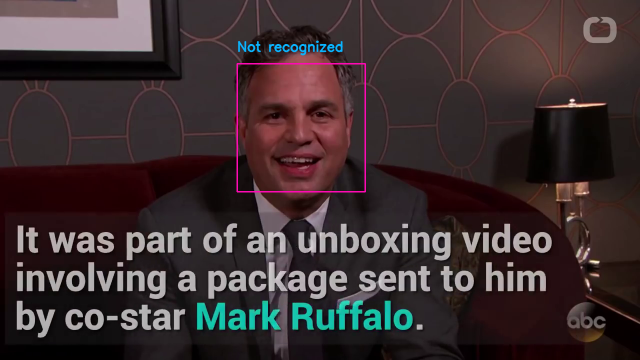 Not recognized
It was part of an unboxing video
involving a package sent to him
by co-star Mark Ruffalo.
abc